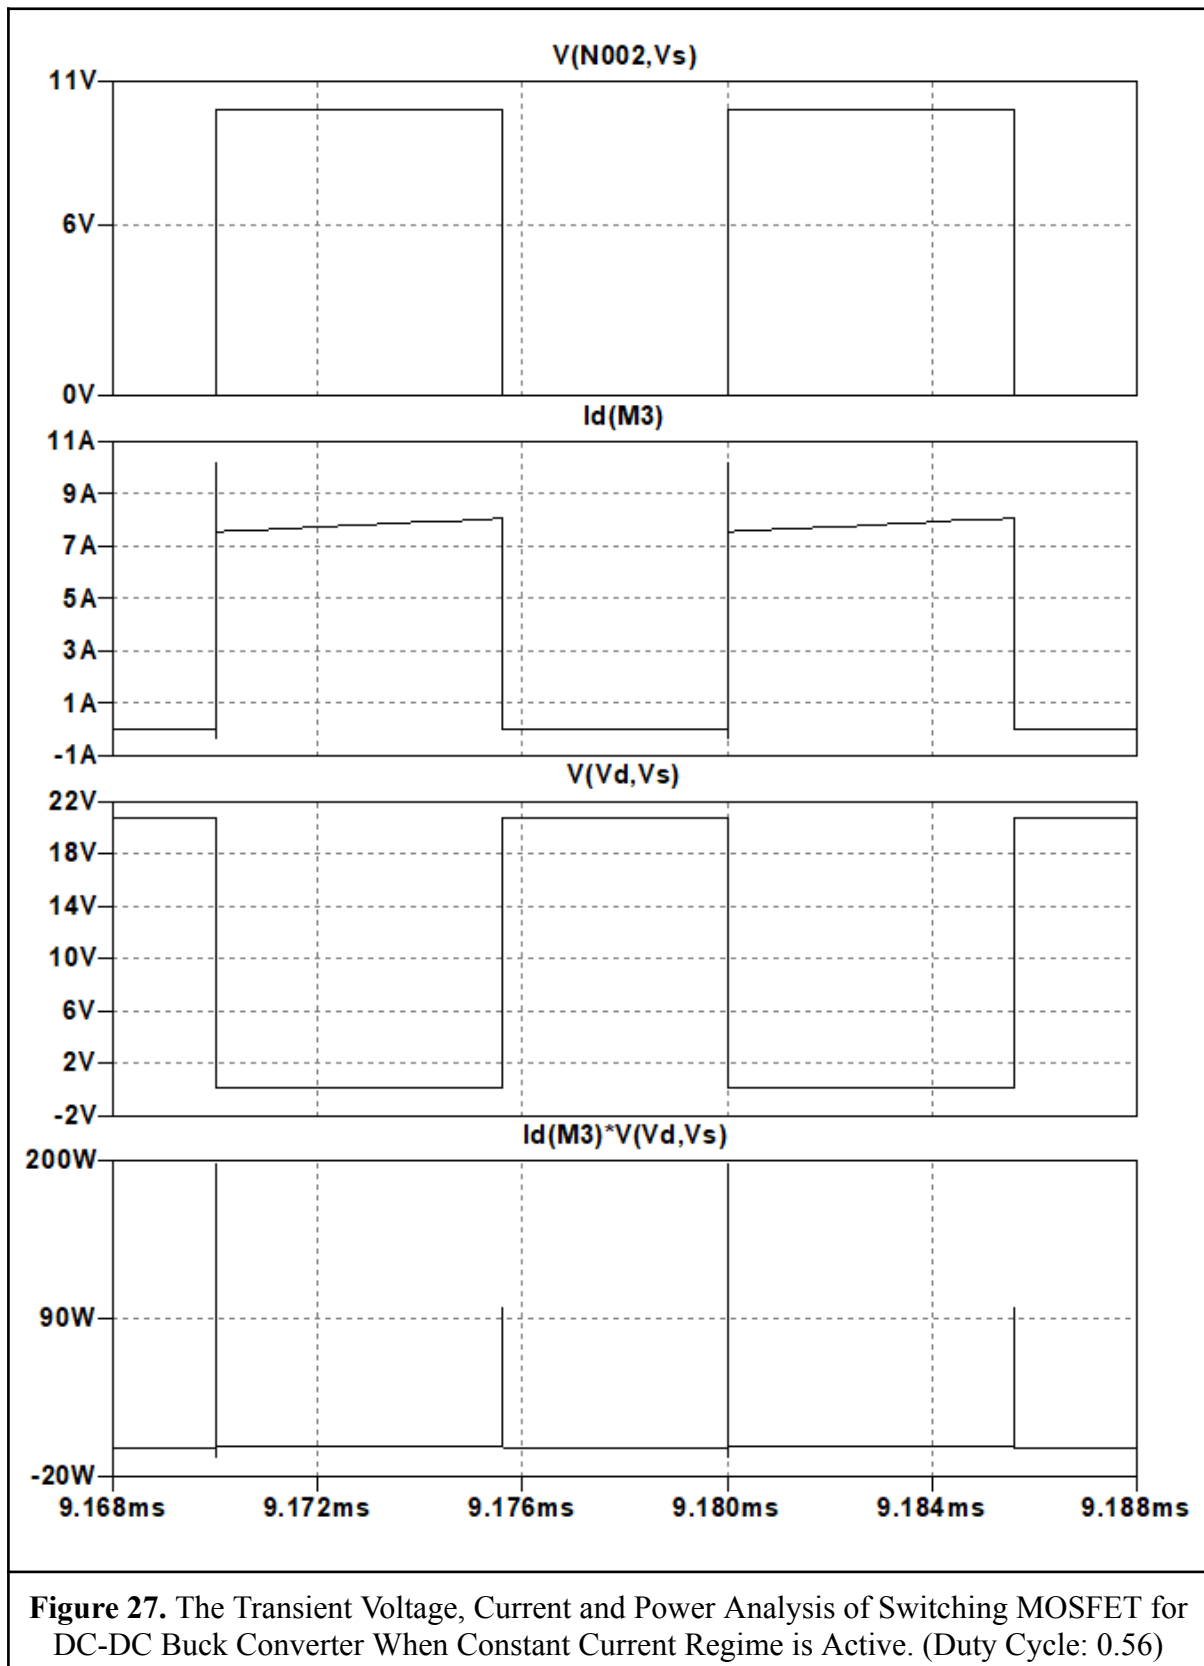 V(N002,Vs)
11V
6V
0V
Id(M3)
11A
9A
7A
5A
3A
1A
-1A
V(Vd,Vs)
22V
18V
14V
10V
6V
2V
-2V
Id(M3)*V(Vd,Vs)
200W
90W
-20W
9.168ms 9.172ms 9.176ms 9.180ms 9.184ms 9.188ms
Figure 27. The Transient Voltage, Current and Power Analysis of Switching MOSFET for
DC-DC Buck Converter When Constant Current Regime is Active. (Duty Cycle: 0.56)